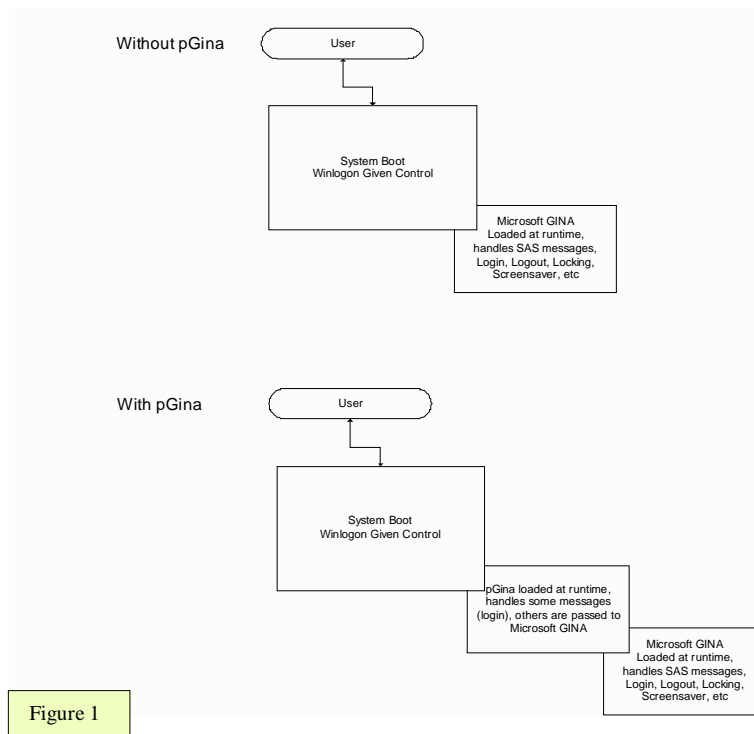 Without pGina
User
System Boot
Winlogon Given Control
Microsoft GINA
Loaded at runtime,
handles SAS messages,
Login, Logout, Locking,
Screensaver, etc
With pGina
User
System Boot
Winlogon Given Control
pGina loaded at runtime,
handles some messages
(login), others are passed to
Microsoft GINA
Microsoft GINA
Loaded at runtime,
handles SAS messages,
Login, Logout, Locking,
Screensaver, etc
Figure 1